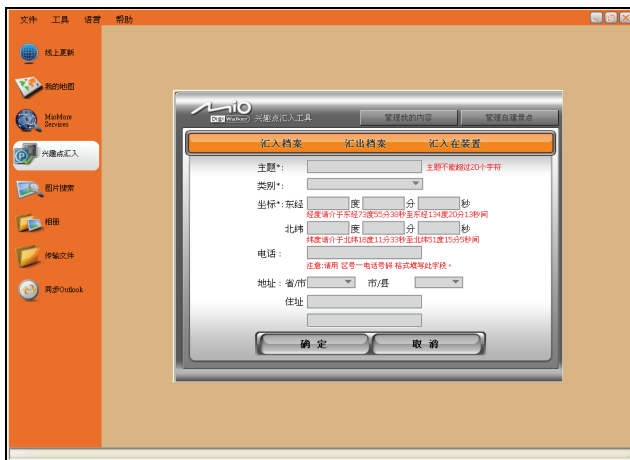 文件 工具 语言 帮助
线上更新
我的地图
MioMore Services
兴趣点汇入
图片搜索
相册
传输文件
同步Outlook
Mio
Digi Walker 兴趣点汇入工具 管理我的内容 管理自建景点
汇入档案 汇出档案 汇入在装置
主题*: 主题不能超过20个字符
类别*:
坐标*:东经 度 分 秒
经度请介于东经73度55分38秒至东经134度20分13秒间
北纬 度 分 秒
纬度请介于北纬18度11分33秒至北纬51度15分5秒间
电话:
注意:请用 区号—电话号码 格式填写此字段。
地址:省/市 市/县
住址
确 定 取 消